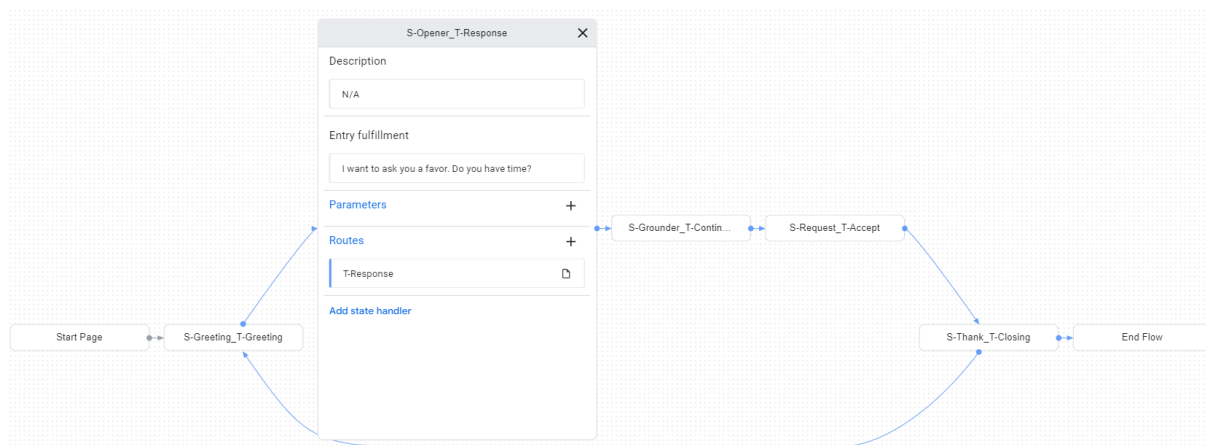 S-Opener_T-Response
Description
N/A
Entry fulfillment
I want to ask you a favor. Do you have time?
Parameters
Routes
T-Response
Add state handler
Start Page
S-Greeting_T-Greeting
S-Grounder_T-Contin...
S-Request_T-Accept
S-Thank_T-Closing
End Flow